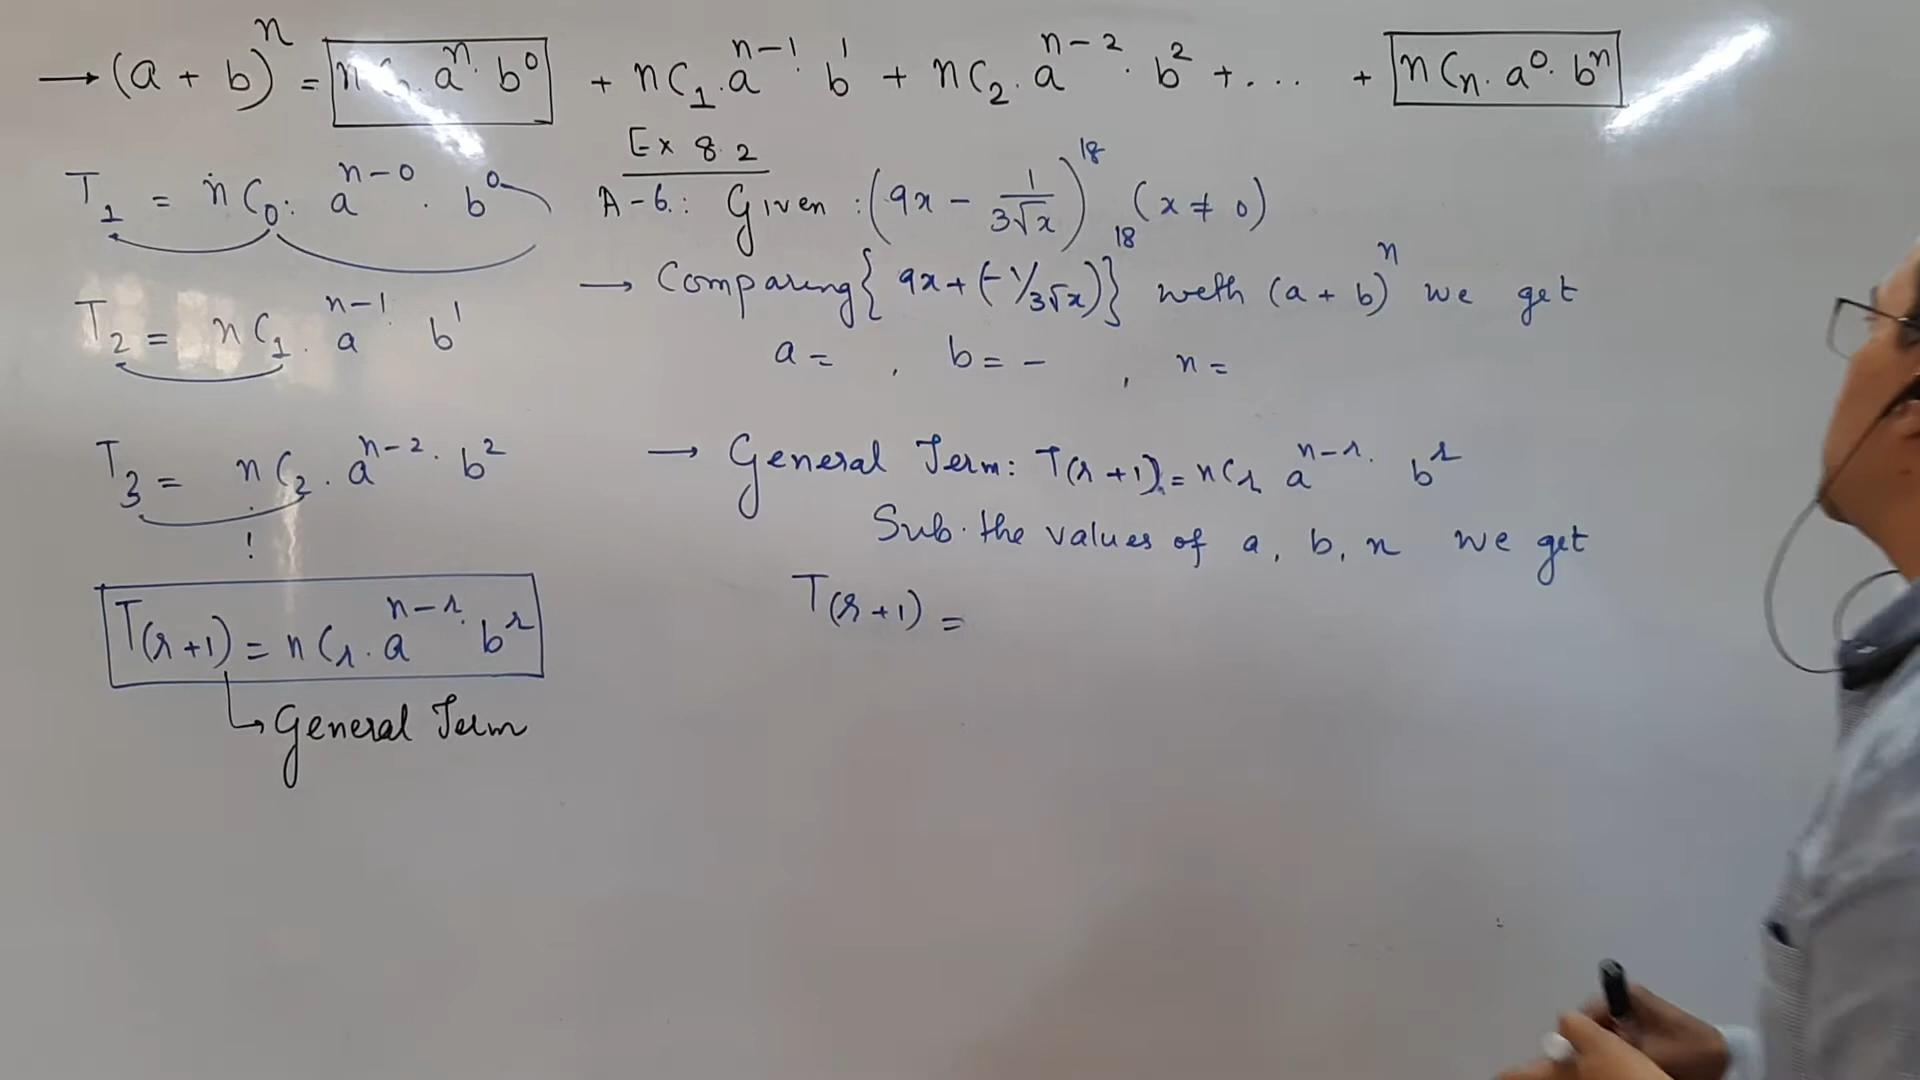 → (a + b)^n = nC₀ . a^n . b^0 + nC₁ . a^(n-1) . b^1 + nC₂ . a^(n-2) . b^2 + ... + nCₙ . a^0 . b^n
Ex 8.2
T₁ = nC₀ . a^(n-0) . b^0
A-6.: Given : (9x - 1/(3√x))^18 (x ≠ 0)
→ Comparing {9x + (-1/3√x)}^18 with (a + b)^n we get
T₂ = nC₁ . a^(n-1) . b^1
a = , b = - , n =
T₃ = nC₂ . a^(n-2) . b^2
→ General Term: T(r+1) = nCr a^(n-r) . b^r
Sub. the values of a, b, n we get
T(r+1) =
T(r+1) = nCr . a^(n-r) . b^r
↳ General Term